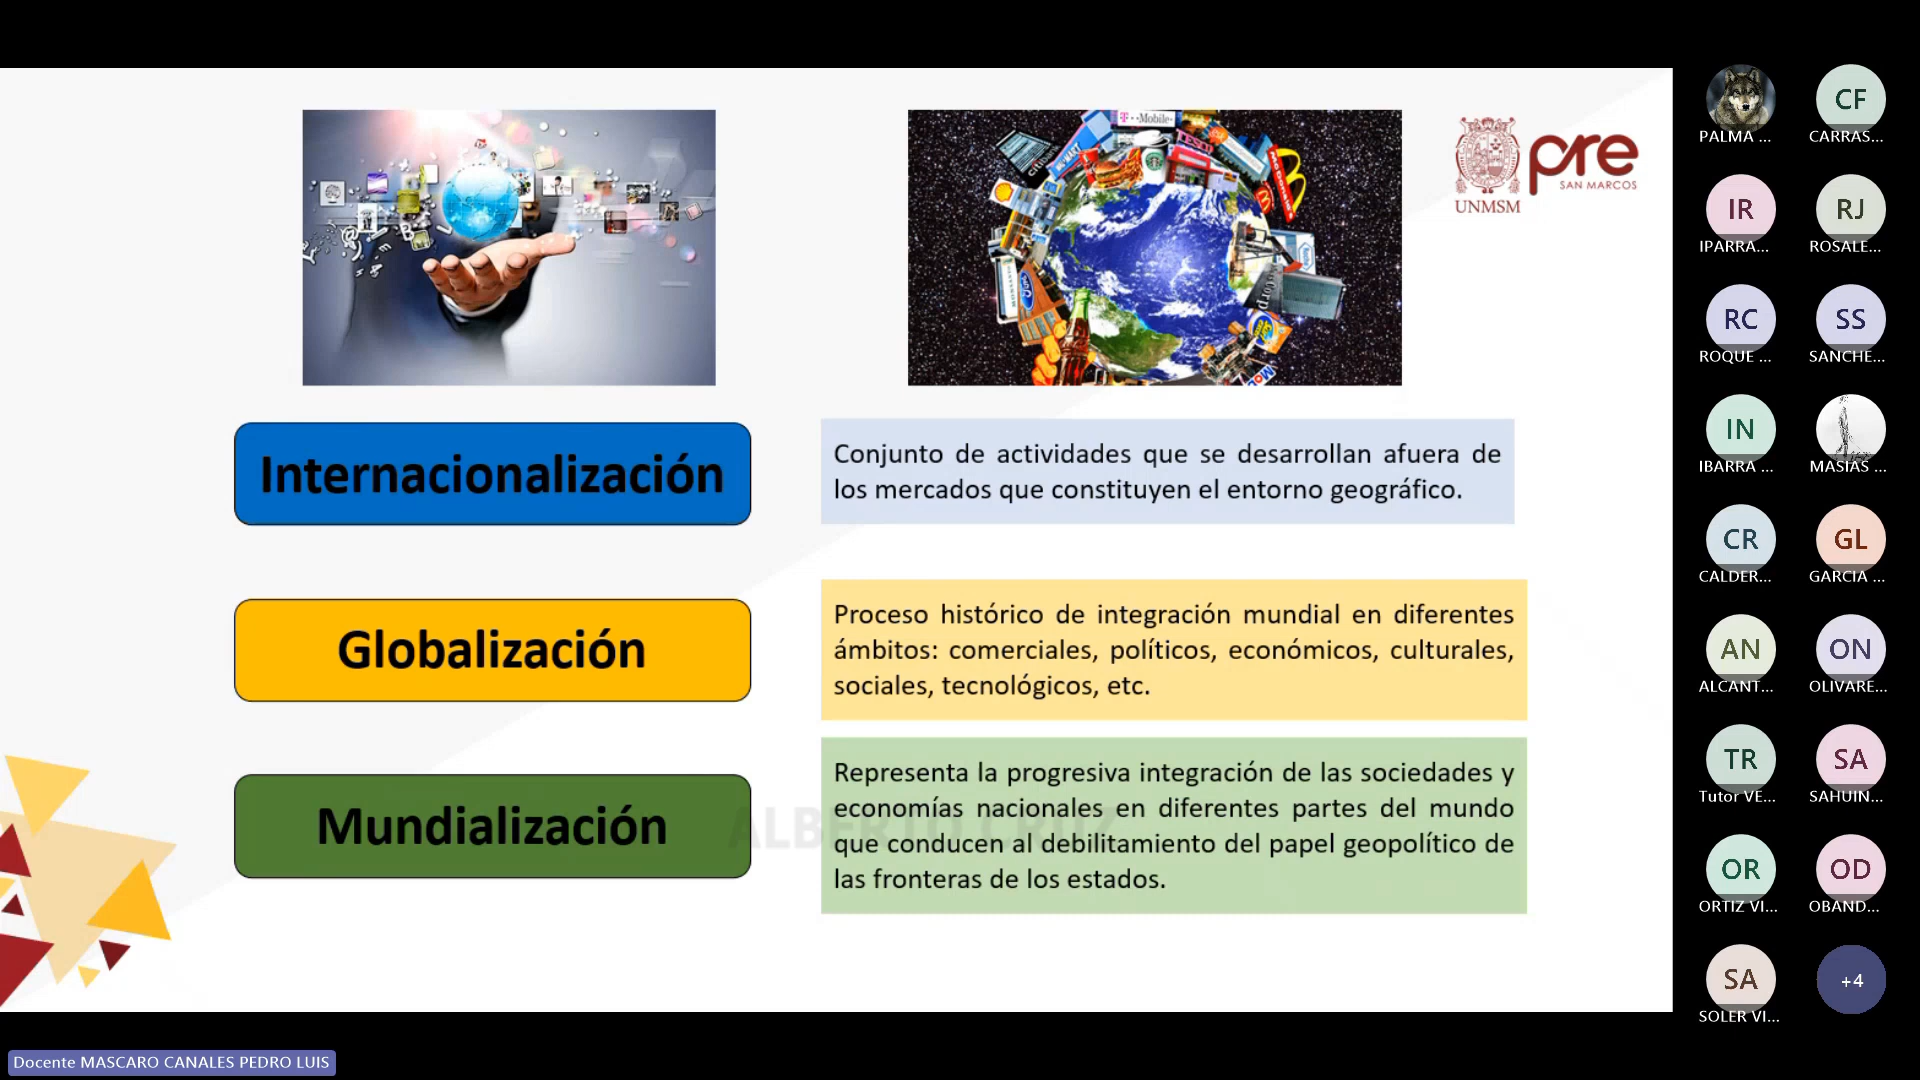 T··Mobile·
UNMSM
pre
SAN MARCOS
Internacionalización
Conjunto de actividades que se desarrollan afuera de
los mercados que constituyen el entorno geográfico.
Globalización
Proceso histórico de integración mundial en diferentes
ámbitos: comerciales, políticos, económicos, culturales,
sociales, tecnológicos, etc.
Mundialización
Representa la progresiva integración de las sociedades y
economías nacionales en diferentes partes del mundo
que conducen al debilitamiento del papel geopolítico de
las fronteras de los estados.
PALMA ...
CF
CARRAS...
IR
IPARRA...
RJ
ROSALE...
RC
ROQUE ...
SS
SANCHE...
IN
IBARRA ...
MASIAS ...
CR
CALDER...
GL
GARCIA ...
AN
ALCANT...
ON
OLIVARE...
TR
Tutor VE...
SA
SAHUIN...
OR
ORTIZ VI...
OD
OBAND...
SA
SOLER VI...
+4
Docente MASCARO CANALES PEDRO LUIS